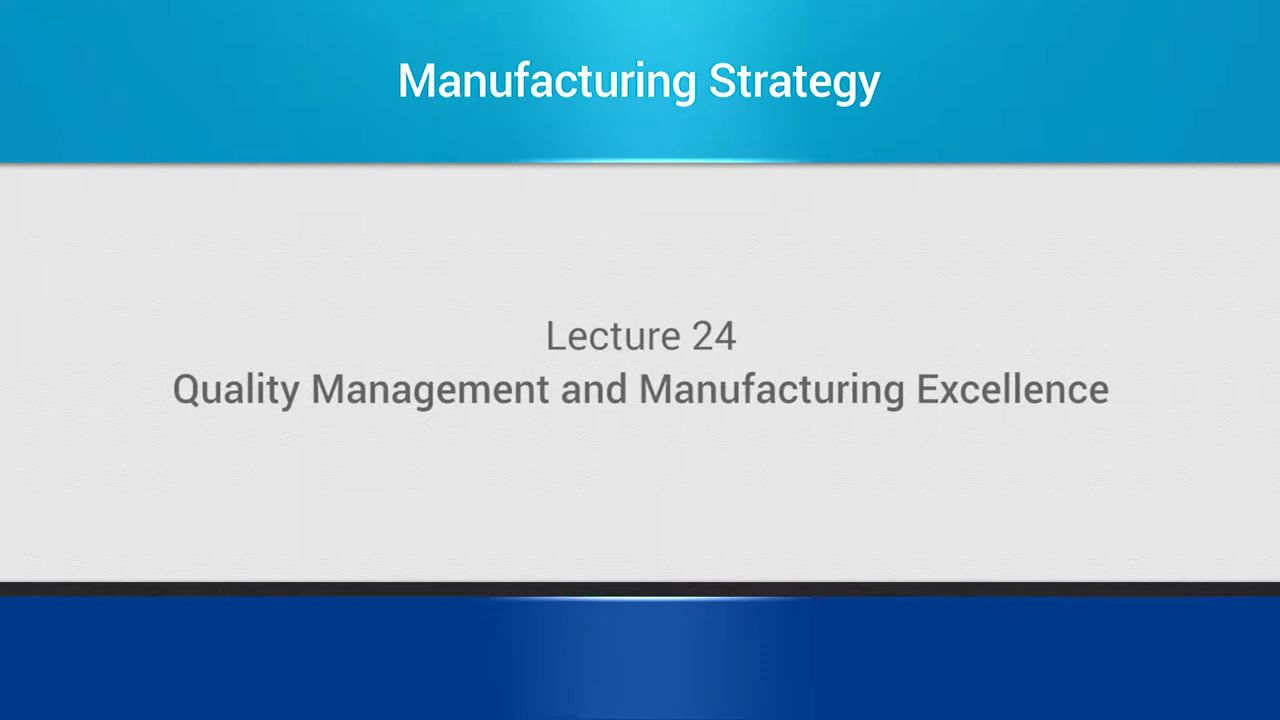 Manufacturing Strategy
Lecture 24
Quality Management and Manufacturing Excellence